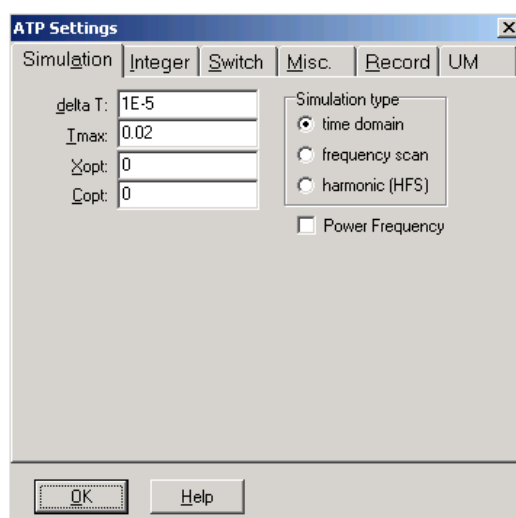 ATP Settings
Simulation Integer Switch Misc. Record UM
delta T: 1E-5
Tmax: 0.02
Xopt: 0
Copt: 0
Simulation type
time domain
frequency scan
harmonic (HFS)
Power Frequency
OK Help